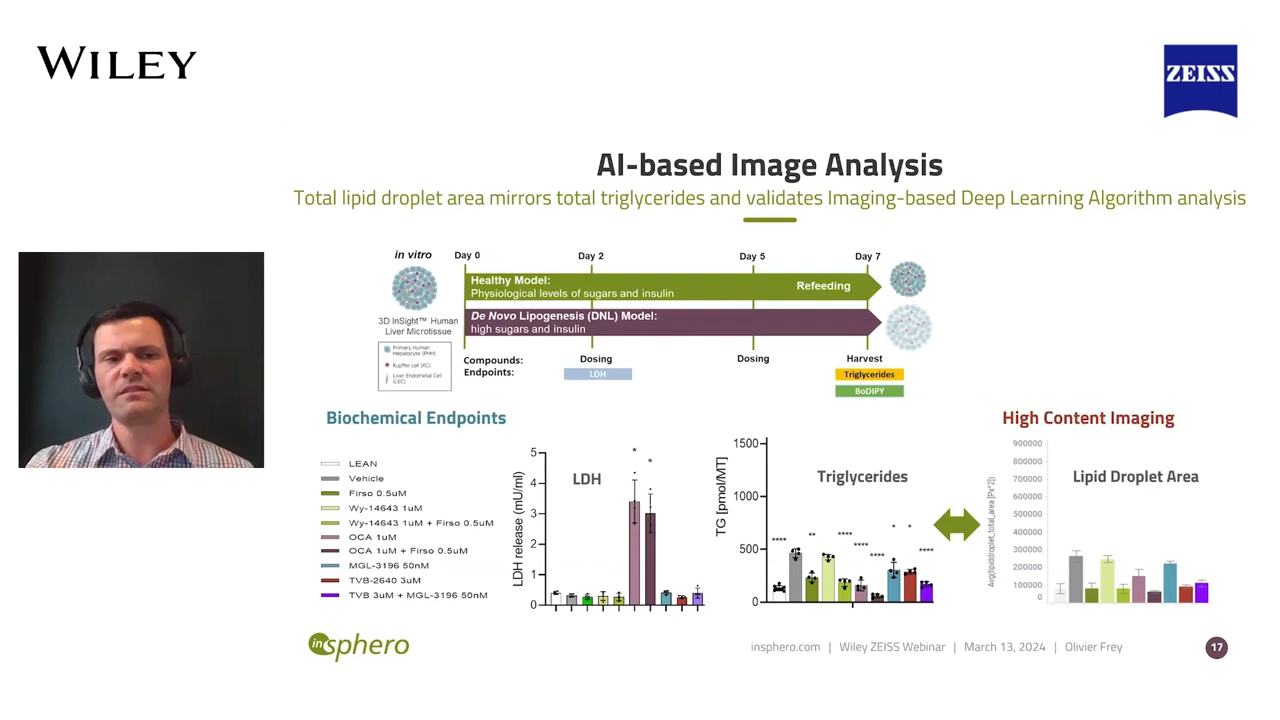 WILEY
ZEISS
AI-based Image Analysis
Total lipid droplet area mirrors total triglycerides and validates Imaging-based Deep Learning Algorithm analysis
in vitro
Day 0
Day 2
Day 5
Day 7
Healthy Model:
Physiological levels of sugars and insulin
Refeeding
De Novo Lipogenesis (DNL) Model:
high sugars and insulin
3D InSight™ Human
Liver Microtissue
Primary Human
Hepatocyte (PHH)
Kupffer cell (KC)
Liver Endothelial Cell
(LEC)
Compounds:
Dosing
Dosing
Harvest
Endpoints:
LDH
Triglycerides
BoDIPY
Biochemical Endpoints
High Content Imaging
LEAN
Vehicle
Firso 0.5uM
Wy-14643 1uM
Wy-14643 1uM + Firso 0.5uM
OCA 1uM
OCA 1uM + Firso 0.5uM
MGL-3196 50nM
TVB-2640 3uM
TVB 3uM + MGL-3196 50nM
LDH
LDH release (mU/ml)
5
4
3
2
1
0
*
*
Triglycerides
TG [pmol/MT]
1500
1000
500
0
****
**
****
****
****
*
*
****
Lipid Droplet Area
Avg(lipiddroplet_total_area [Px^2])
900000
800000
700000
600000
500000
400000
300000
200000
100000
0
insphero
insphero.com | Wiley ZEISS Webinar | March 13, 2024 | Olivier Frey
17